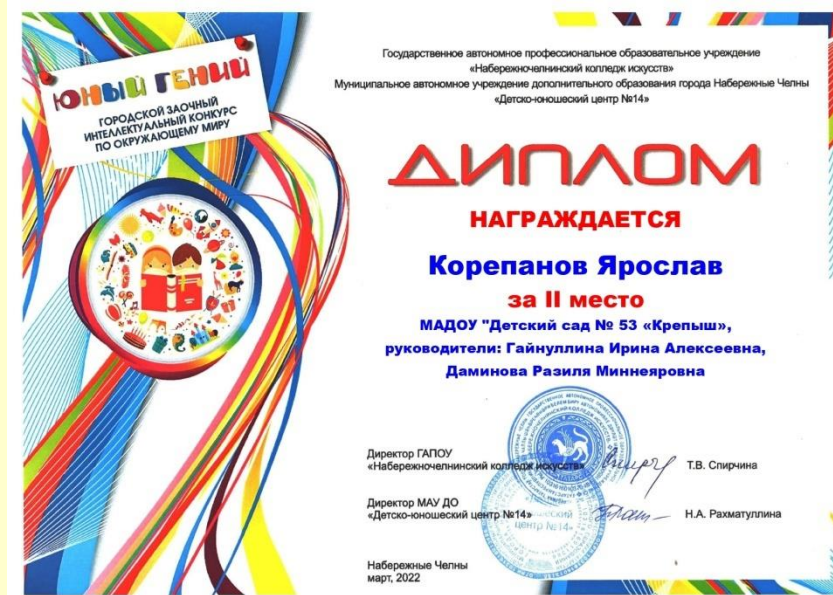 ЮНЫЙ ГЕНИЙ
ГОРОДСКОЙ ЗАОЧНЫЙ
ИНТЕЛЛЕКТУАЛЬНЫЙ КОНКУРС
ПО ОКРУЖАЮЩЕМУ МИРУ
Государственное автономное профессиональное образовательное учреждение
«Набережночелнинский колледж искусств»
Муниципальное автономное учреждение дополнительного образования города Набережные Челны
«Детско-юношеский центр №14»
ДИПЛОМ
НАГРАЖДАЕТСЯ
Корепанов Ярослав
за II место
МАДОУ "Детский сад № 53 «Крепыш»,
руководители: Гайнуллина Ирина Алексеевна,
Даминова Разиля Миннеяровна
Директор ГАПОУ
«Набережночелнинский колледж искусств»
Т.В. Спирчина
Директор МАУ ДО
«Детско-юношеский центр №14»
Н.А. Рахматуллина
центр №14»
Набережные Челны
март, 2022